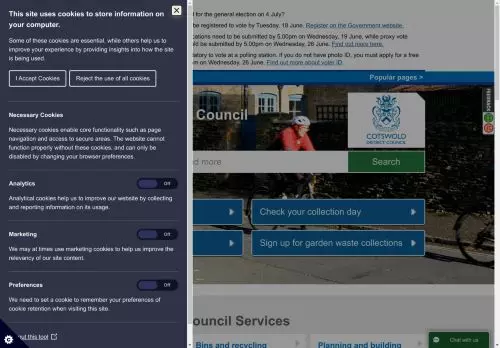 This site uses cookies to store information on
your computer.
Some of these cookies are essential, while others help us to
improve your experience by providing insights into how the site
is being used.
I Accept Cookies
Reject the use of all cookies
Necessary Cookies
Necessary cookies enable core functionality such as page
navigation and access to secure areas. The website cannot
function properly without these cookies, and can only be
disabled by changing your browser preferences.
Analytics
Off
Analytical cookies help us to improve our website by collecting
and reporting information on its usage.
Marketing
Off
We may at times use marketing cookies to help us improve the
relevancy of our site content.
Preferences
Off
We need to set a cookie to remember your preferences of
cookie retention when visiting this site.
out this tool
for the general election on 4 July?
be registered to vote by Tuesday, 18 June. Register on the Government website.
cations need to be submitted by 5.00pm on Wednesday, 19 June, while proxy vote
ould be submitted by 5.00pm on Wednesday, 26 June. Find out more here.
atory to vote at a polling station. If you do not have photo ID, you must apply for a free
pm on Wednesday, 26 June. Find out more about voter ID.
Popular pages >
FEEDBACK
Council
COTSWOLD
DISTRICT COUNCIL
nd more
Search
Check your collection day
Sign up for garden waste collections
ouncil Services
Bins and recycling
Planning and building
Chat with us